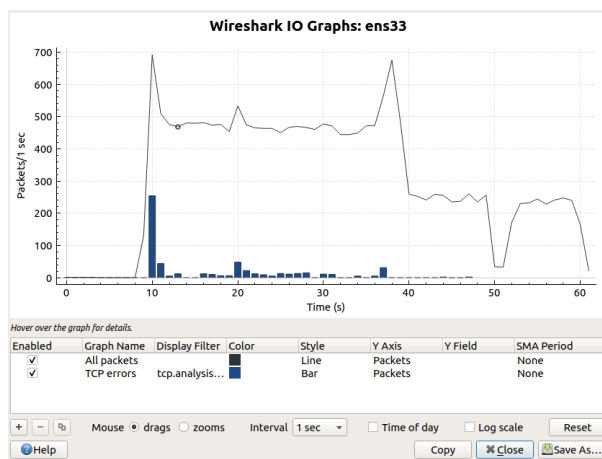 Wireshark IO Graphs: ens33
700
600
500
400
300
200
100
0
Packets/1 sec
0 10 20 30 40 50 60
Time (s)
Hover over the graph for details.
Enabled Graph Name Display Filter Color Style Y Axis Y Field SMA Period
All packets Line Packets None
TCP errors tcp.analysis... Bar Packets None
+ − Mouse drags zooms Interval 1 sec Time of day Log scale Reset
?Help Copy Close Save As...